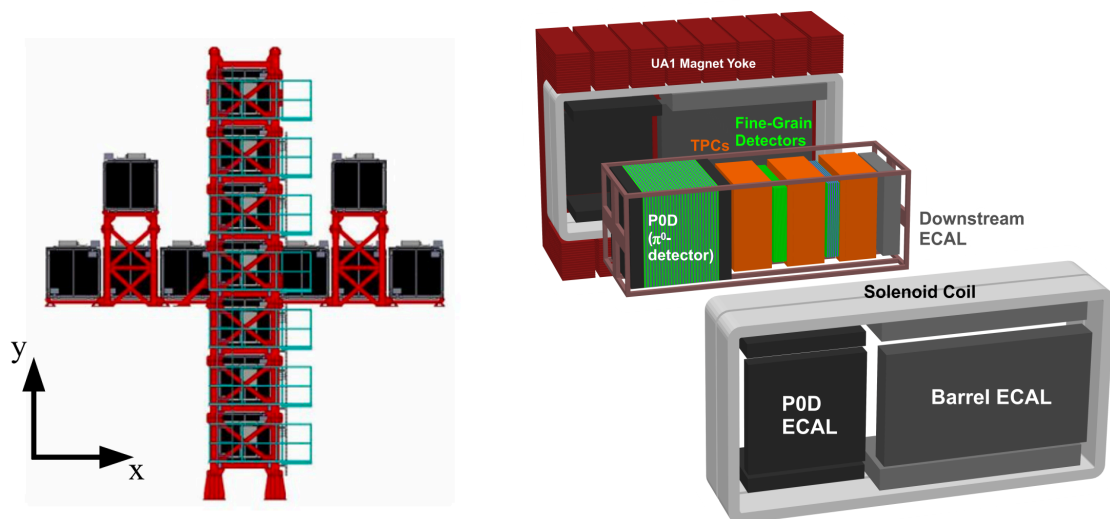 y
x
UA1 Magnet Yoke
Fine-Grain
Detectors
TPCs
P0D
(π⁰-
detector)
Downstream
ECAL
Solenoid Coil
P0D
ECAL
Barrel ECAL